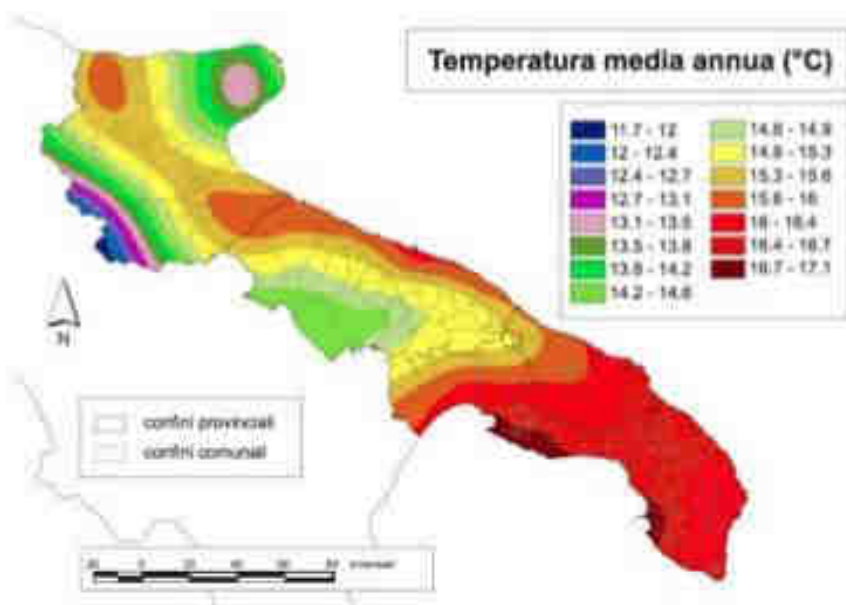 Temperatura media annua (°C)
11.7 - 12
12 - 12.4
12.4 - 12.7
12.7 - 13.1
13.1 - 13.5
13.5 - 13.8
13.8 - 14.2
14.2 - 14.6
14.6 - 14.9
14.9 - 15.3
15.3 - 15.6
15.6 - 16
16 - 16.4
16.4 - 16.7
16.7 - 17.1
N
confini provinciali
confini comunali
20